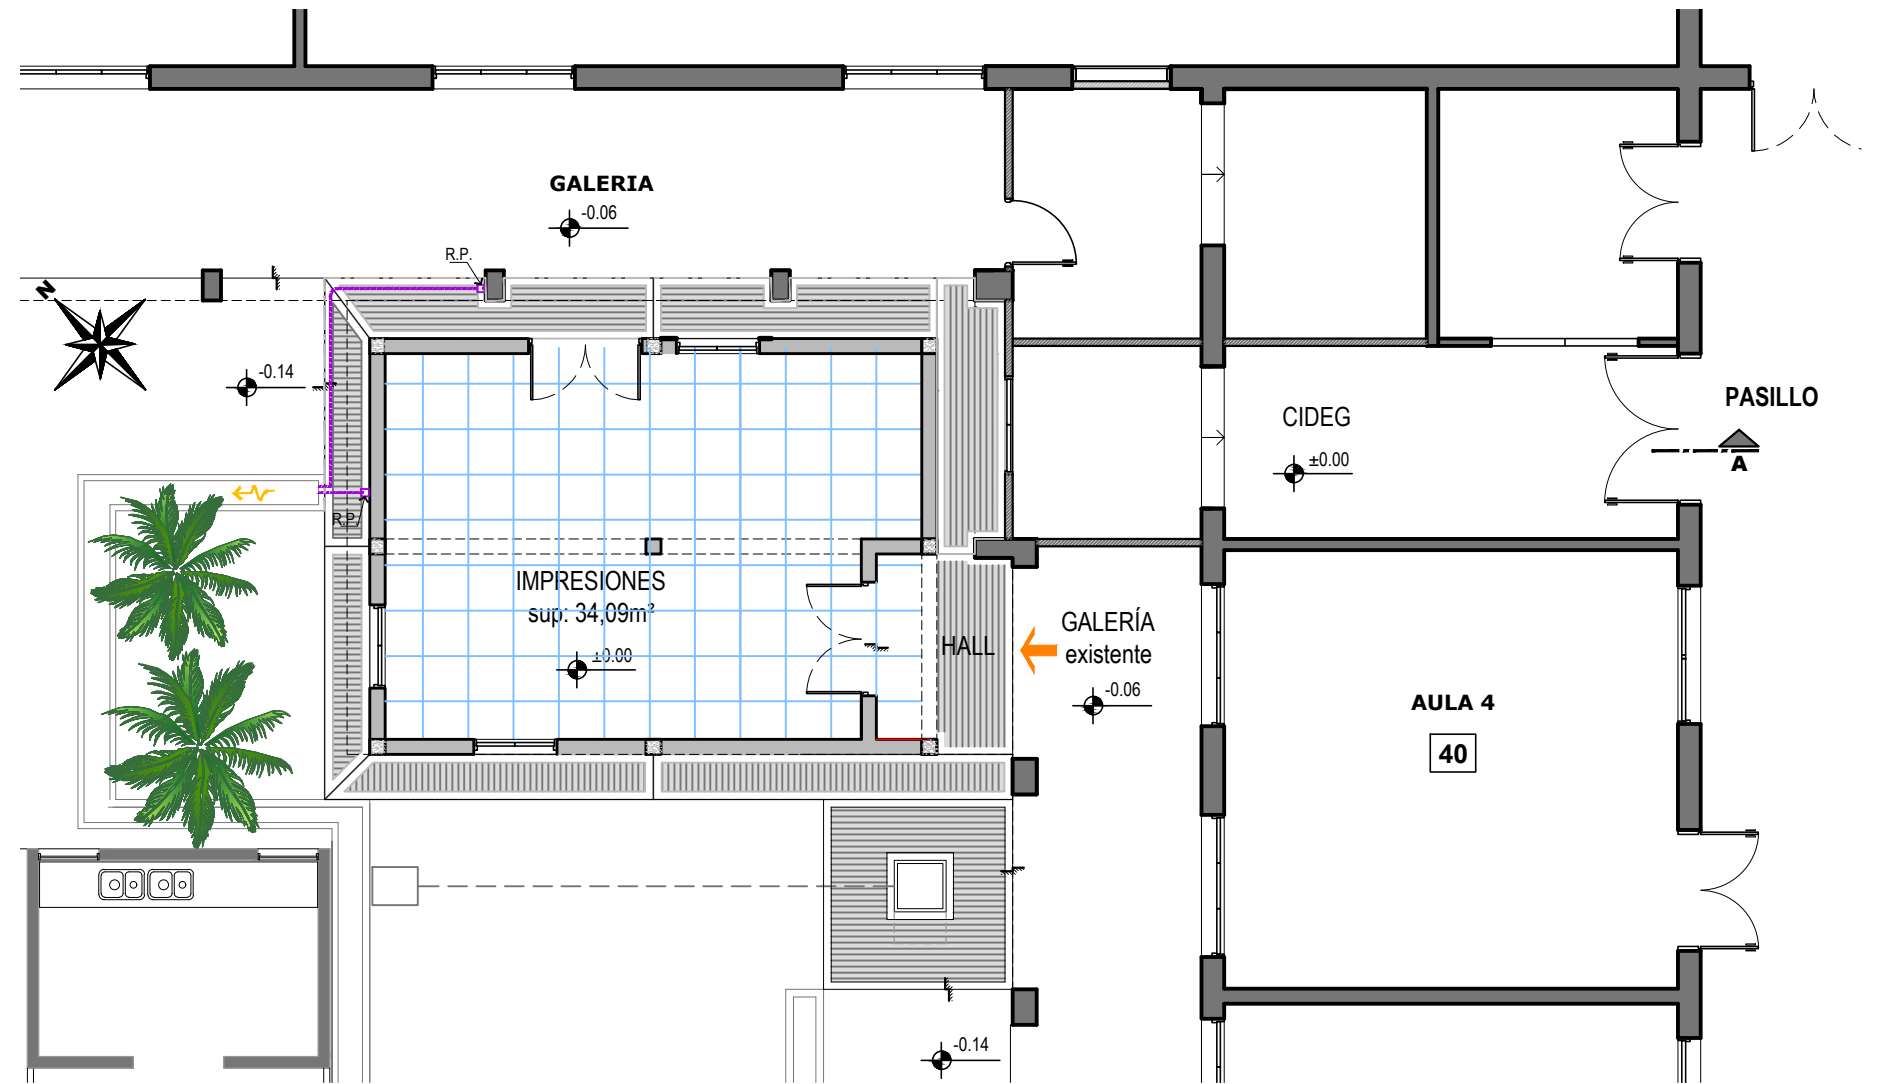 GALERIA
-0.06
R.P.
N
-0.14
PASILLO
CIDEG
±0.00
A
R.P.
IMPRESIONES
sup: 34,09m²
±0.00
HALL
GALERÍA
existente
-0.06
AULA 4
40
-0.14